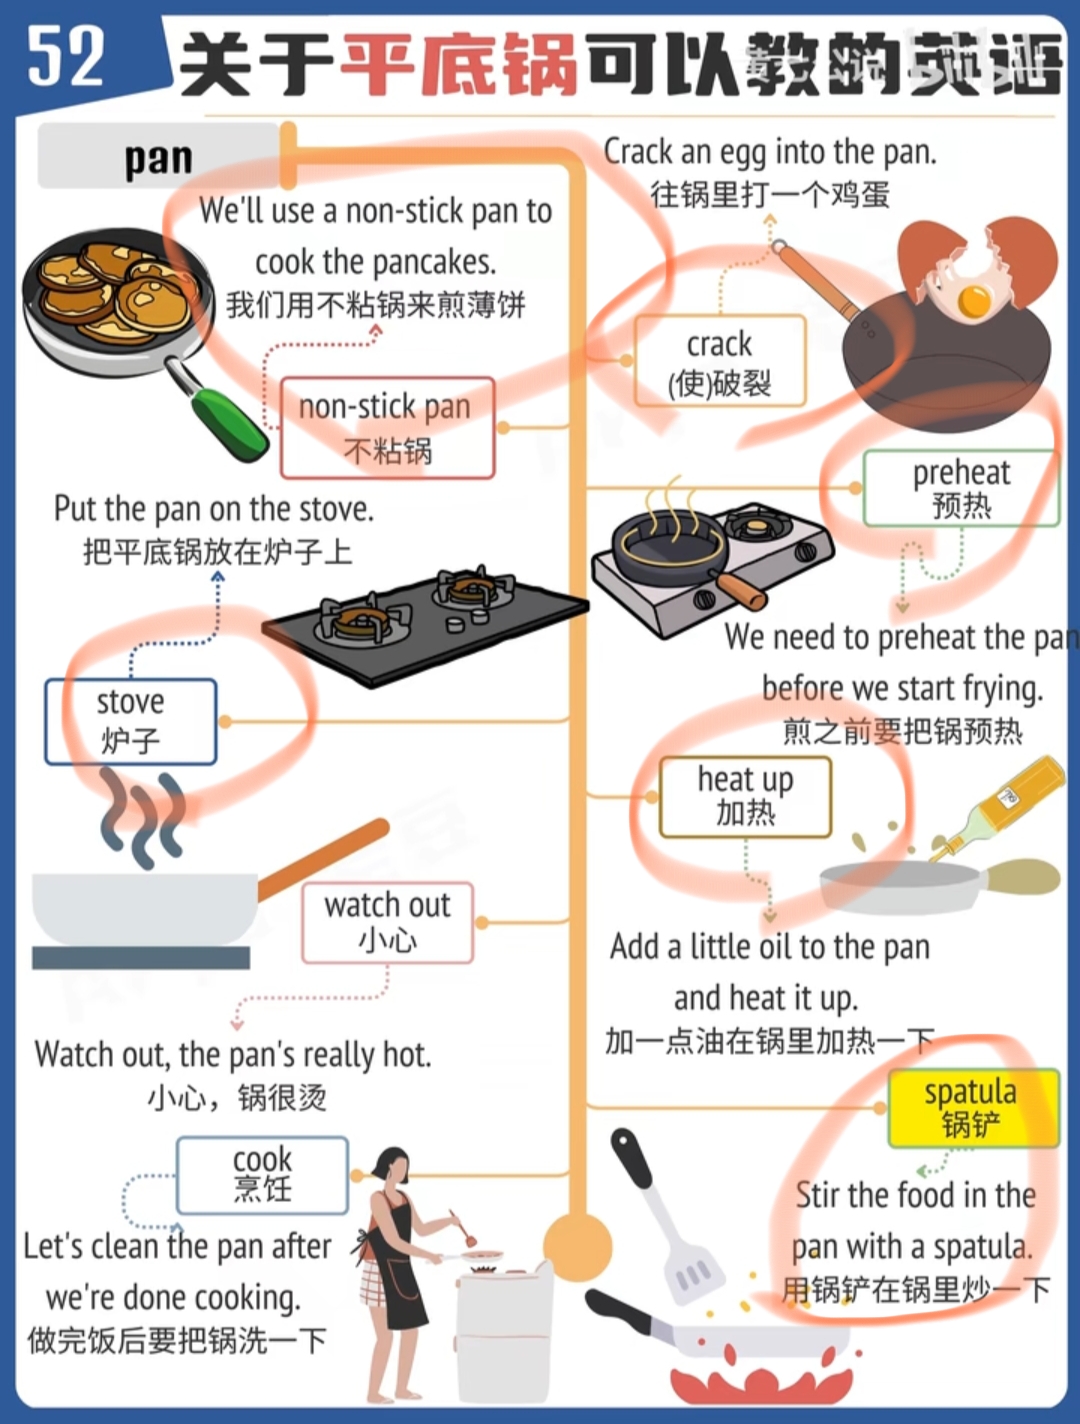 52
关于平底锅可以教的英语
pan
We'll use a non-stick pan to
cook the pancakes.
我们用不粘锅来煎薄饼
non-stick pan
不粘锅
Crack an egg into the pan.
往锅里打一个鸡蛋
crack
(使)破裂
preheat
预热
We need to preheat the pan
before we start frying.
煎之前要把锅预热
Put the pan on the stove.
把平底锅放在炉子上
stove
炉子
heat up
加热
Add a little oil to the pan
and heat it up.
加一点油在锅里加热一下
watch out
小心
Watch out, the pan's really hot.
小心，锅很烫
spatula
锅铲
Stir the food in the
pan with a spatula.
用锅铲在锅里炒一下
cook
烹饪
Let's clean the pan after
we're done cooking.
做完饭后要把锅洗一下
bilibili